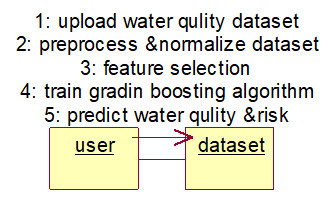 1: upload water qulity dataset
2: preprocess &normalize dataset
3: feature selection
4: train gradin boosting algorithm
5: predict water qulity &risk
user
dataset